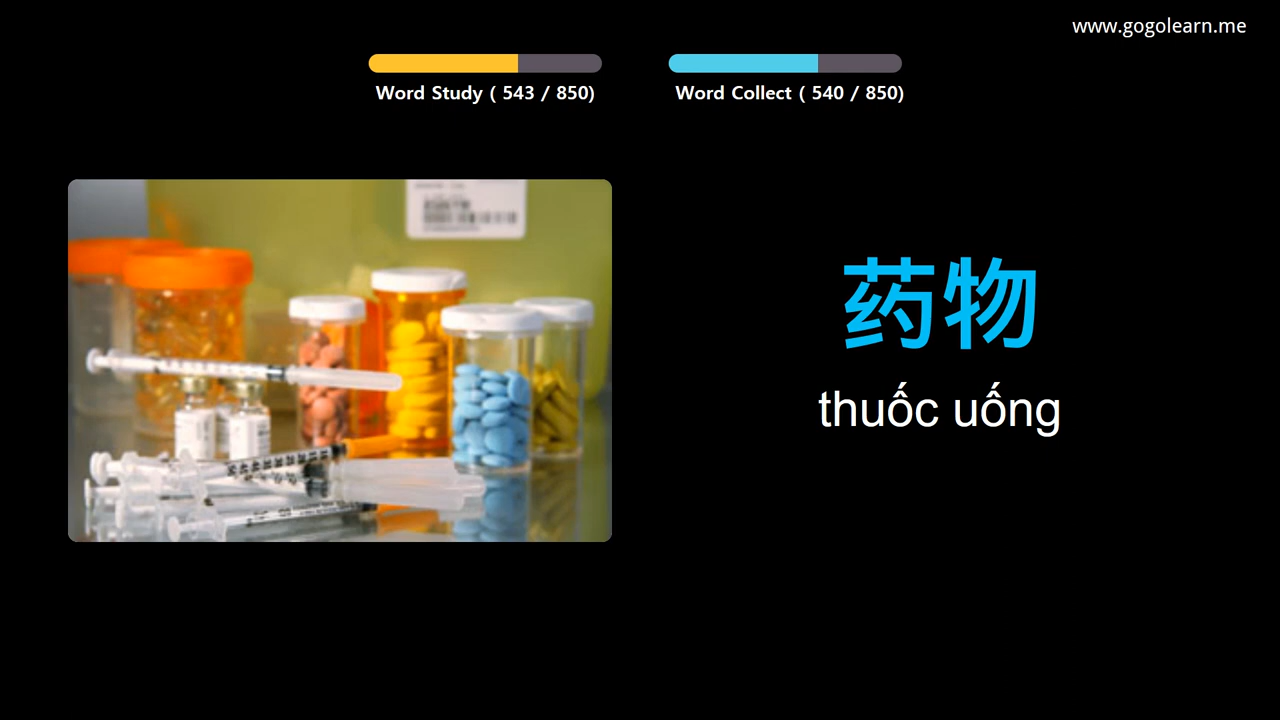 www.gogolearn.me
Word Study ( 543 / 850)
Word Collect ( 540 / 850)
药物
thuốc uống